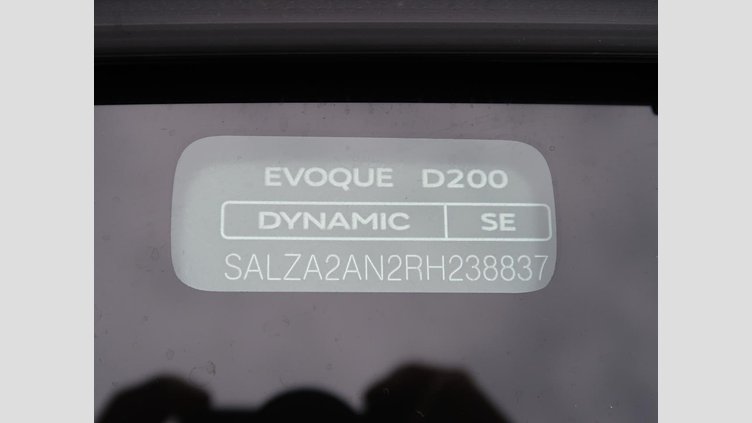 EVOQUE D200
DYNAMIC SE
SALZA2AN2RH238837